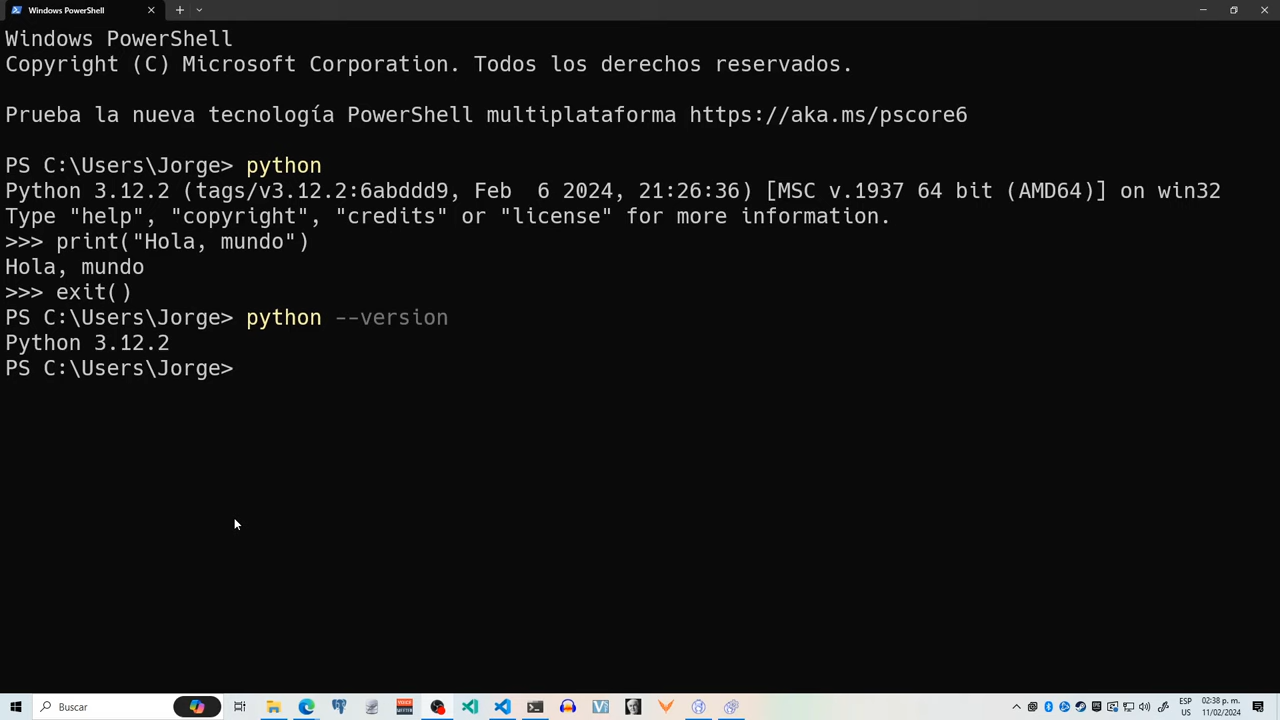 Windows PowerShell
Windows PowerShell
Copyright (C) Microsoft Corporation. Todos los derechos reservados.
Prueba la nueva tecnología PowerShell multiplataforma https://aka.ms/pscore6
PS C:\Users\Jorge> python
Python 3.12.2 (tags/v3.12.2:6abddd9, Feb  6 2024, 21:26:36) [MSC v.1937 64 bit (AMD64)] on win32
Type "help", "copyright", "credits" or "license" for more information.
>>> print("Hola, mundo")
Hola, mundo
>>> exit()
PS C:\Users\Jorge> python --version
Python 3.12.2
PS C:\Users\Jorge>
Buscar
ESP 02:38 p. m.
US 11/02/2024